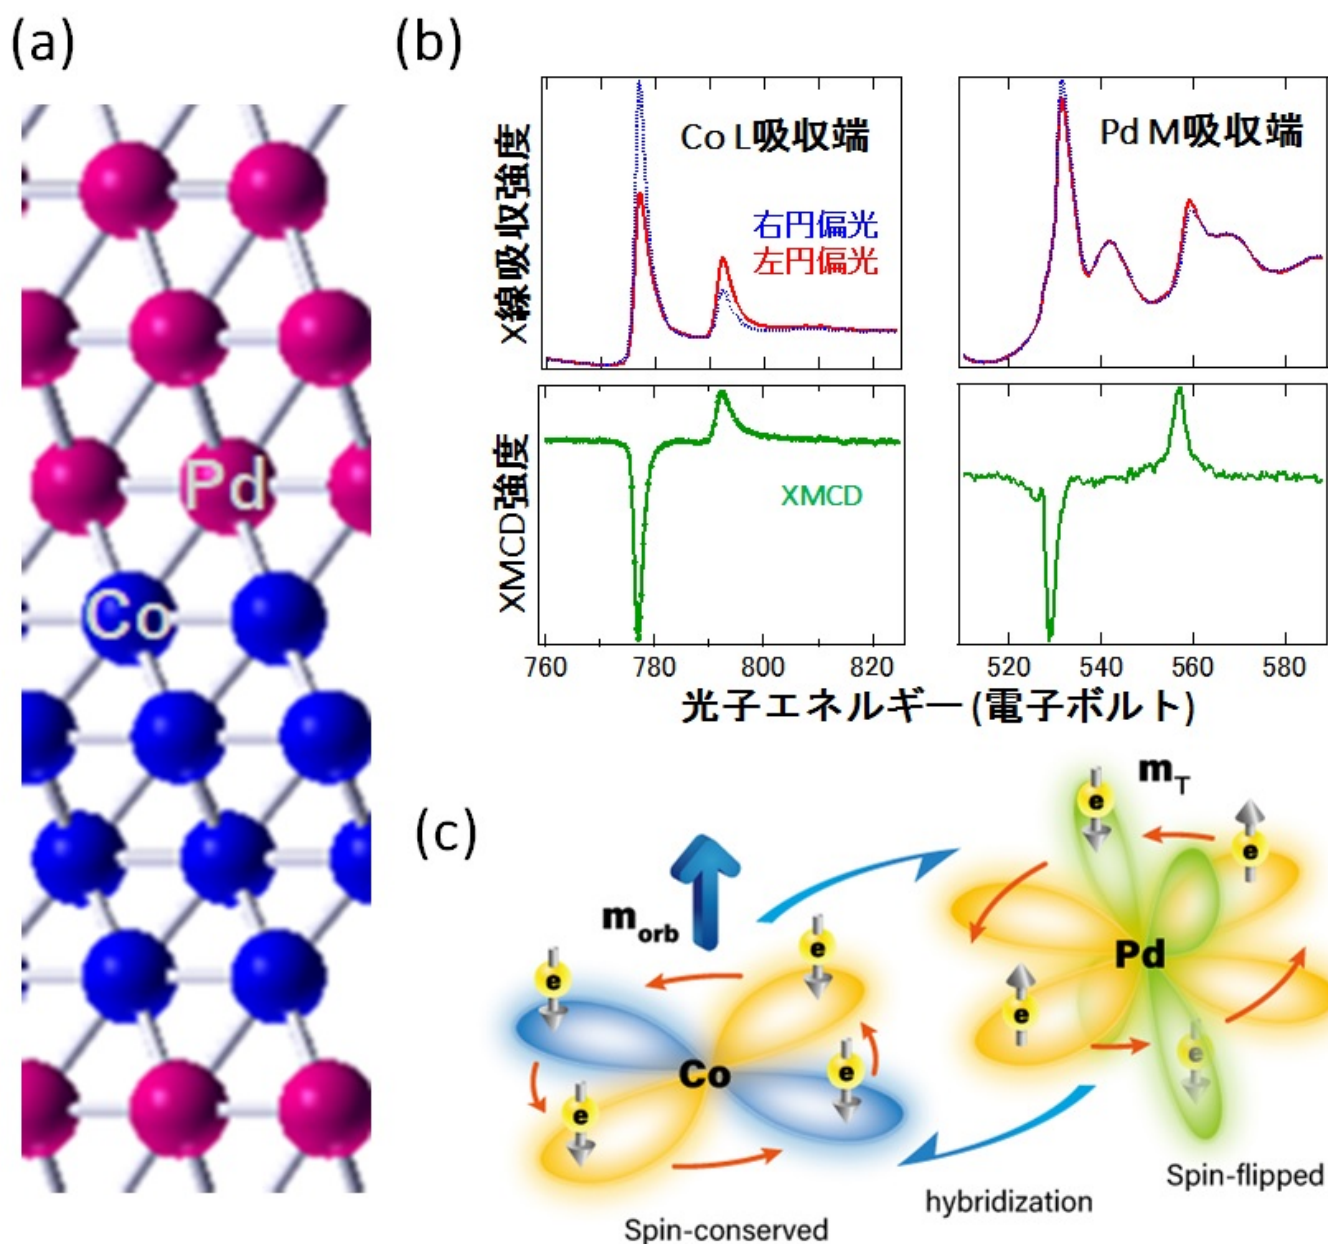 (a)
Pd
Co
(b)
X線吸収強度
Co L吸収端
右円偏光
左円偏光
Pd M吸収端
XMCD強度
XMCD
760 780 800 820
520 540 560 580
光子エネルギー (電子ボルト)
(c)
m_orb
e
e
e
e
Co
Spin-conserved
m_T
e
e
e
e
Pd
hybridization
Spin-flipped